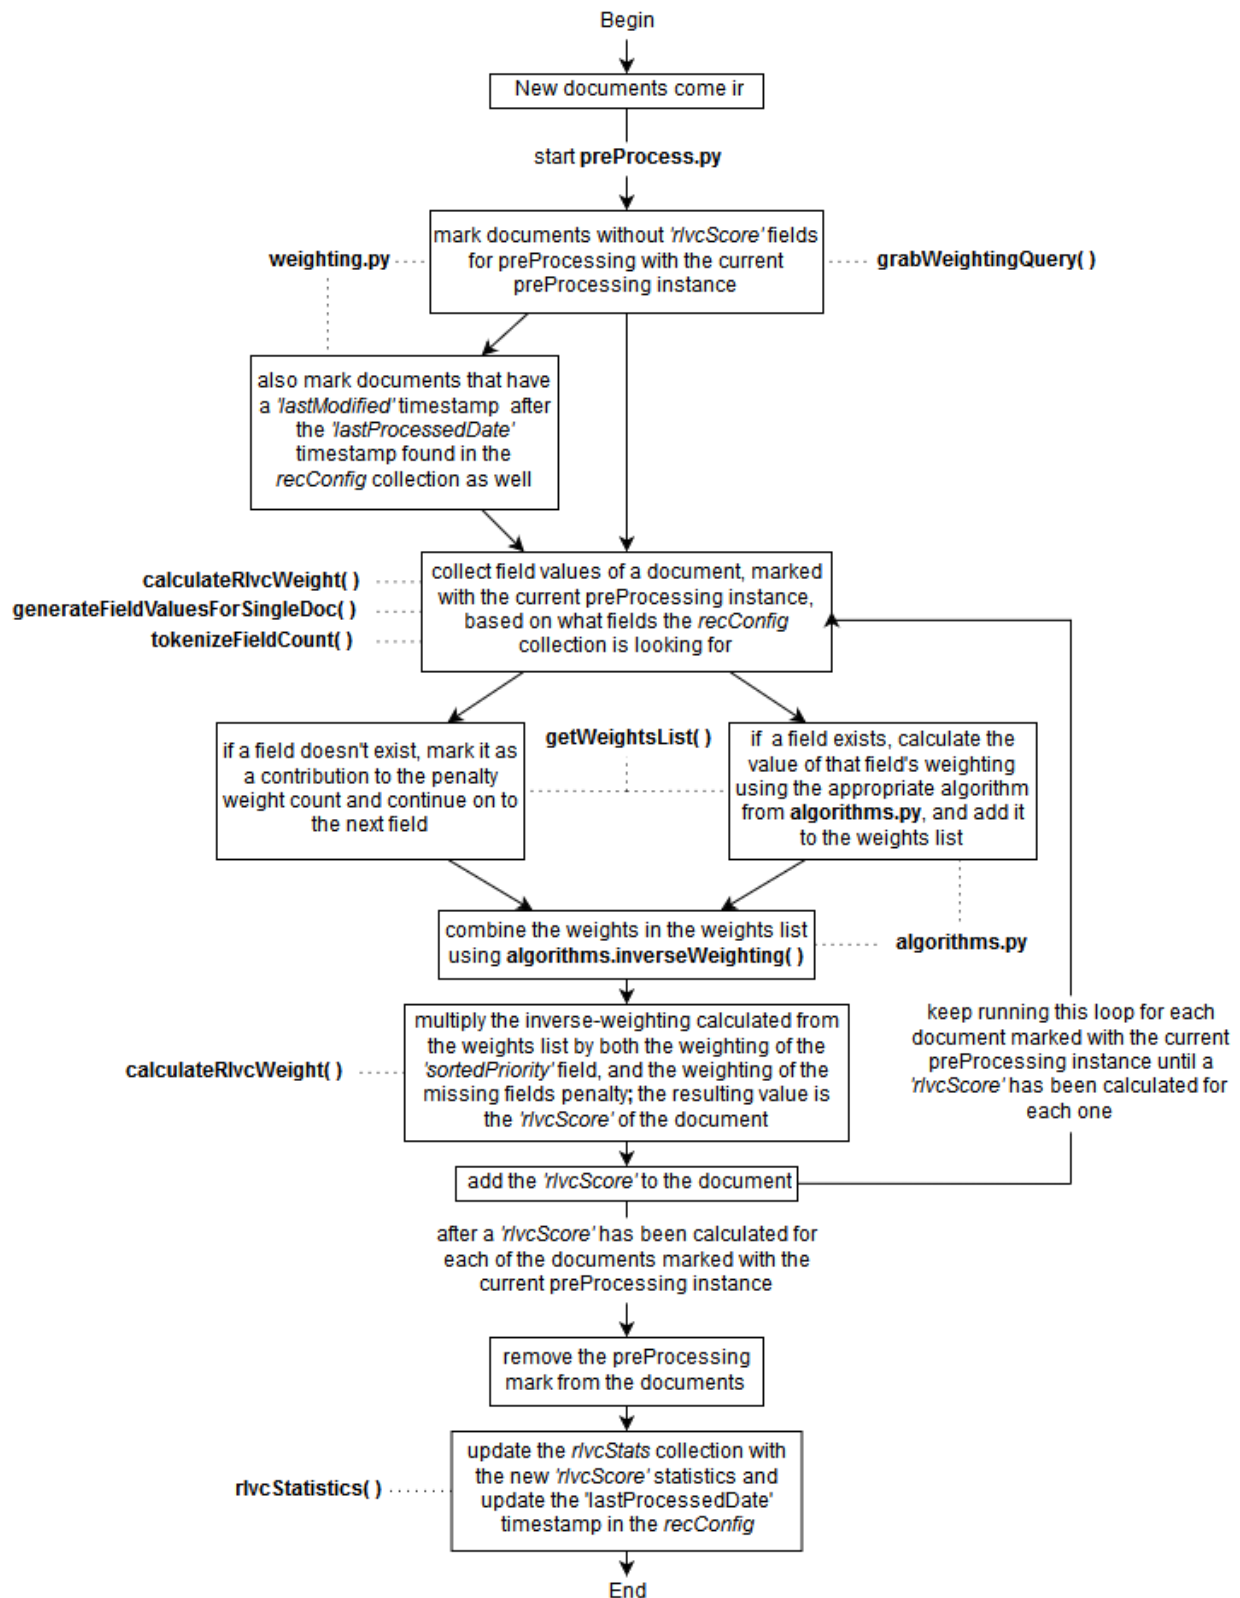 Begin
New documents come ir
start preProcess.py
mark documents without 'rlvcScore' fields
for preProcessing with the current
preProcessing instance
weighting.py
grabWeightingQuery( )
also mark documents that have
a 'lastModified' timestamp after
the 'lastProcessedDate'
timestamp found in the
recConfig collection as well
calculateRlvcWeight( )
generateFieldValuesForSingleDoc( )
tokenizeFieldCount( )
collect field values of a document, marked
with the current preProcessing instance,
based on what fields the recConfig
collection is looking for
if a field doesn't exist, mark it as
a contribution to the penalty
weight count and continue on to
the next field
getWeightsList( )
if a field exists, calculate the
value of that field's weighting
using the appropriate algorithm
from algorithms.py, and add it
to the weights list
combine the weights in the weights list
using algorithms.inverseWeighting( )
algorithms.py
calculateRlvcWeight( )
multiply the inverse-weighting calculated from
the weights list by both the weighting of the
'sortedPriority' field, and the weighting of the
missing fields penalty; the resulting value is
the 'rlvcScore' of the document
keep running this loop for each
document marked with the current
preProcessing instance until a
'rlvcScore' has been calculated for
each one
add the 'rlvcScore' to the document
after a 'rlvcScore' has been calculated for
each of the documents marked with the
current preProcessing instance
remove the preProcessing
mark from the documents
rlvcStatistics( )
update the rlvcStats collection with
the new 'rlvcScore' statistics and
update the 'lastProcessedDate'
timestamp in the recConfig
End